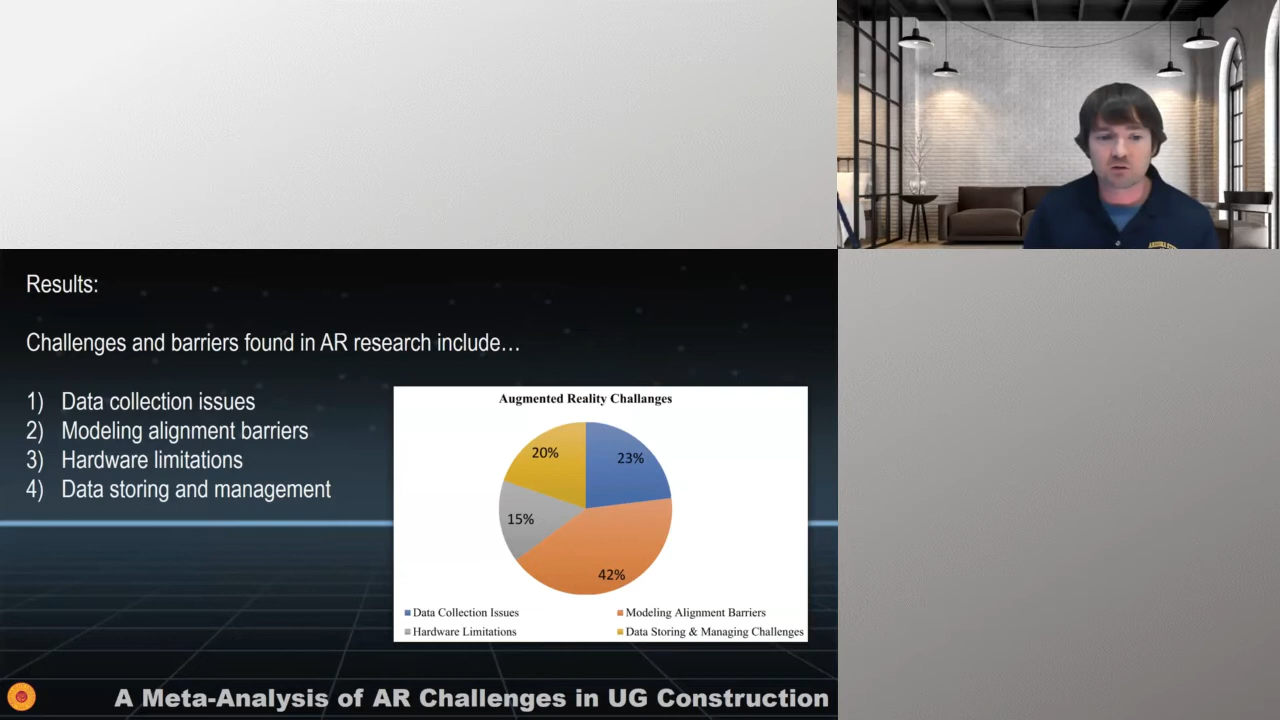 Results:
Challenges and barriers found in AR research include…
1) Data collection issues
2) Modeling alignment barriers
3) Hardware limitations
4) Data storing and management
Augmented Reality Challanges
20%
23%
15%
42%
Data Collection Issues
Modeling Alignment Barriers
Hardware Limitations
Data Storing & Managing Challenges
A Meta-Analysis of AR Challenges in UG Construction